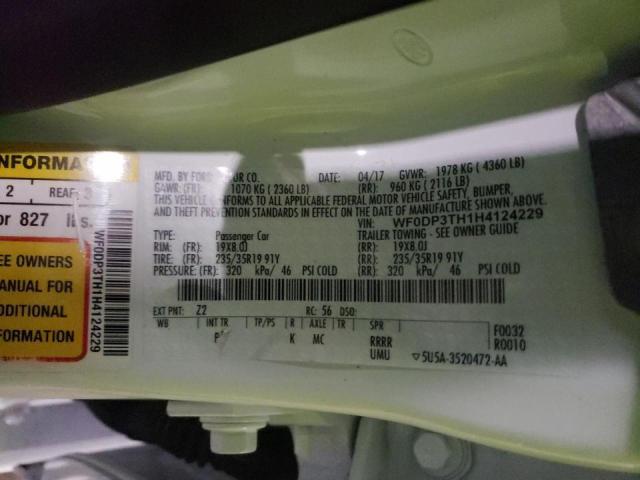 INFORMA
2 REAR 3
or 827 lbs.
SEE OWNERS
MANUAL FOR
ADDITIONAL
FORMATION
WF0DP3TH1H4124229
MFD. BY FORD MOTOR CO.
DATE: 04/17 GVWR: 1978 KG ( 4360 LB)
GAWR: (FR): 1070 KG ( 2360 LB) (RR): 960 KG ( 2116 LB)
THIS VEHICLE CONFORMS TO ALL APPLICABLE FEDERAL MOTOR VEHICLE SAFETY, BUMPER,
AND THEFT PREVENTION STANDARDS IN EFFECT ON THE DATE OF MANUFACTURE SHOWN ABOVE.
VIN: WF0DP3TH1H4124229
TYPE: Passenger Car TRAILER TOWING - SEE OWNER GUIDE
RIM: (FR): 19X8.0J (RR): 19X8.0J
TIRE: (FR): 235/35R19 91Y (RR): 235/35R19 91Y
PRESSURE: (FR): 320 kPa/ 46 PSI COLD (RR): 320 kPa/ 46 PSI COLD
EXT PNT: Z2 RC: 56 DSO:
WB INT TR TP/PS R AXLE TR SPR F0032
P K MC RRRR R0010
UMU ▽5U5A-3520472-AA